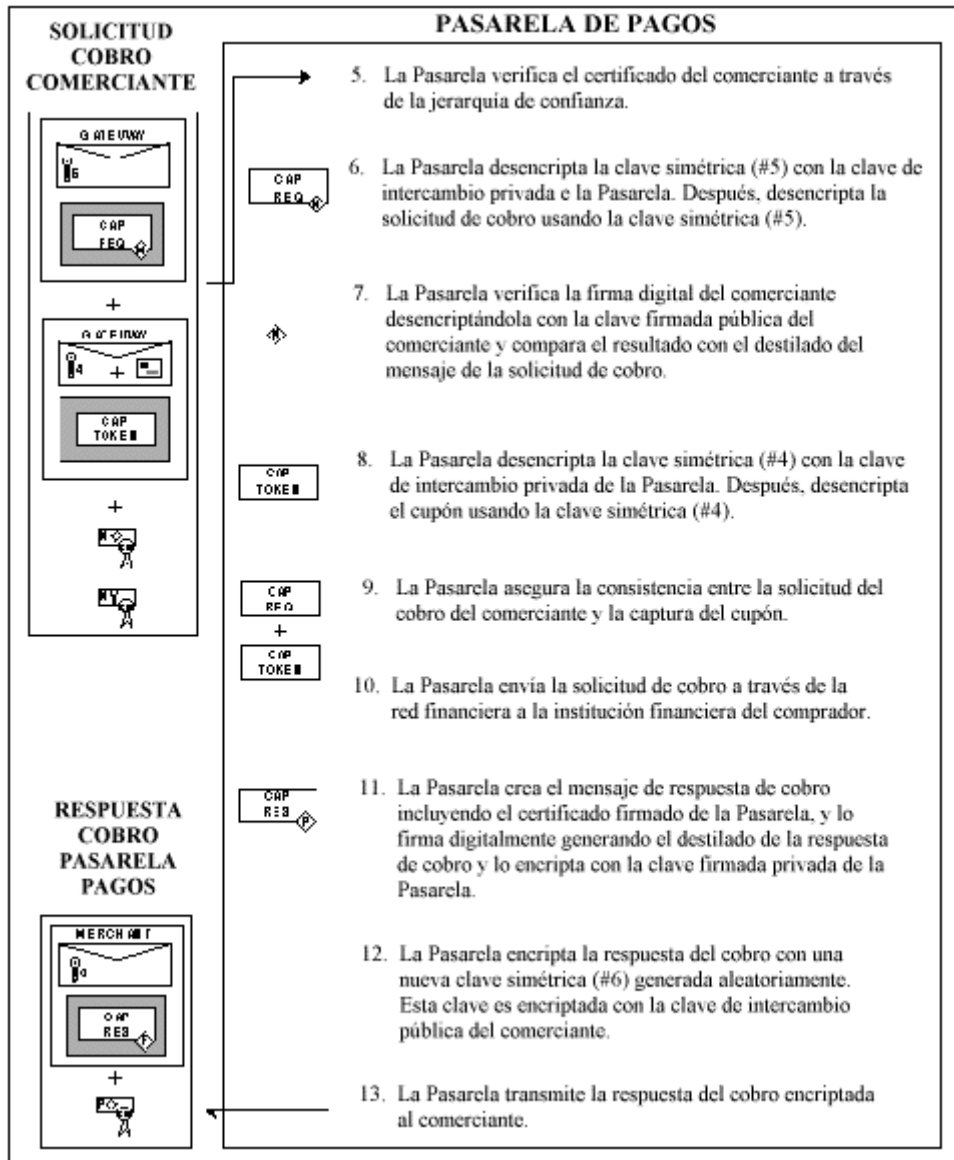 SOLICITUD
COBRO
COMERCIANTE
PASARELA DE PAGOS
GATEUWAY
5
CAP
FEQ
+
GATEUWAY
4
+
CAP
TOKEN
+
+
5. La Pasarela verifica el certificado del comerciante a través
de la jerarquía de confianza.
CAP
REQ
6. La Pasarela desencripta la clave simétrica (#5) con la clave de
intercambio privada e la Pasarela. Después, desencripta la
solicitud de cobro usando la clave simétrica (#5).
7. La Pasarela verifica la firma digital del comerciante
desencriptándola con la clave firmada pública del
comerciante y compara el resultado con el destilado del
mensaje de la solicitud de cobro.
CAP
TOKEN
8. La Pasarela desencripta la clave simétrica (#4) con la clave
de intercambio privada de la Pasarela. Después, desencripta
el cupón usando la clave simétrica (#4).
CAP
REQ
+
CAP
TOKEN
9. La Pasarela asegura la consistencia entre la solicitud del
cobro del comerciante y la captura del cupón.
10. La Pasarela envía la solicitud de cobro a través de la
red financiera a la institución financiera del comprador.
CAP
RES
P
11. La Pasarela crea el mensaje de respuesta de cobro
incluyendo el certificado firmado de la Pasarela, y lo
firma digitalmente generando el destilado de la respuesta
de cobro y lo encripta con la clave firmada privada de la
Pasarela.
RESPUESTA
COBRO
PASARELA
PAGOS
MERCHANT
CAP
RES
+
12. La Pasarela encripta la respuesta del cobro con una
nueva clave simétrica (#6) generada aleatoriamente.
Esta clave es encriptada con la clave de intercambio
pública del comerciante.
13. La Pasarela transmite la respuesta del cobro encriptada
al comerciante.